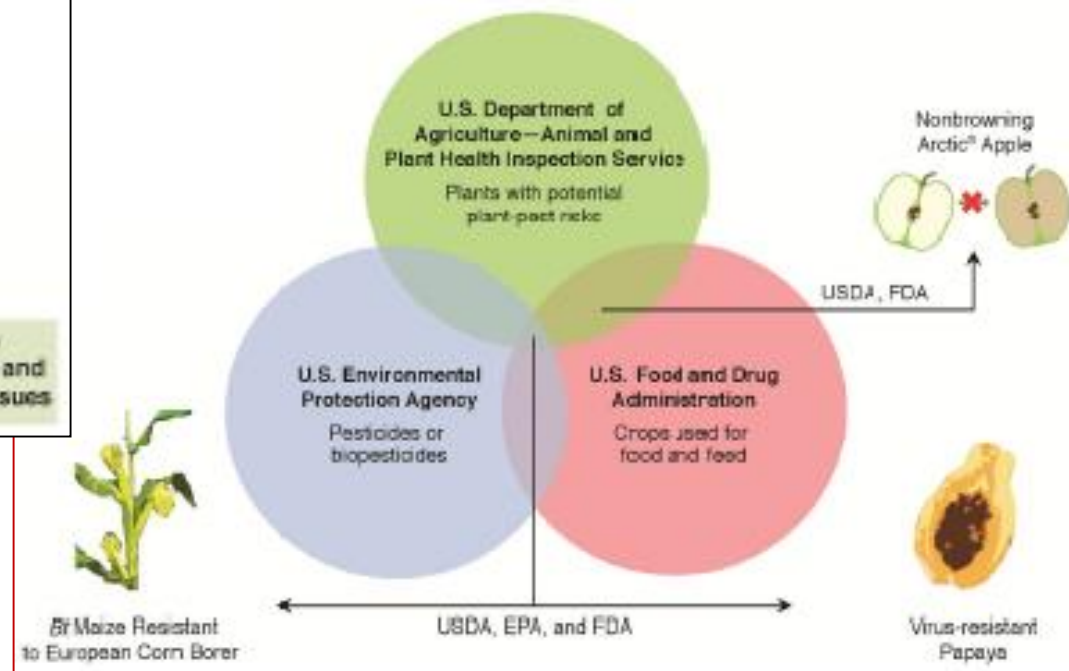 U.S. Department of
Agriculture—Animal and
Plant Health Inspection Service
Plants with potential
plant-pest risks
Nonbrowning
Arctic® Apple
USDA, FDA
and
sues
U.S. Environmental
Protection Agency
Pesticides or
biopesticides
U.S. Food and Drug
Administration
Crops used for
food and feed
Bt Maize Resistant
to European Corn Borer
USDA, EPA, and FDA
Virus-resistant
Papaya